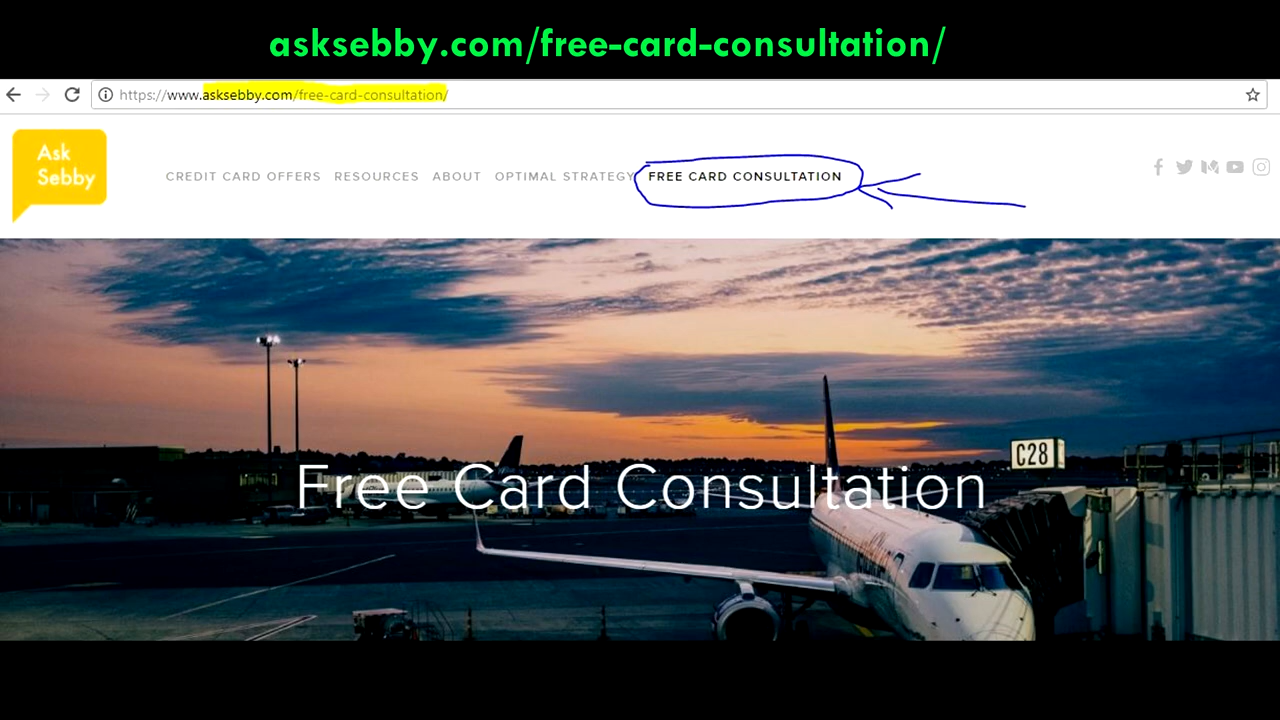 asksebby.com/free-card-consultation/
https://www.asksebby.com/free-card-consultation/
Ask
Sebby
CREDIT CARD OFFERS RESOURCES ABOUT OPTIMAL STRATEGY FREE CARD CONSULTATION
C28
Free Card Consultation